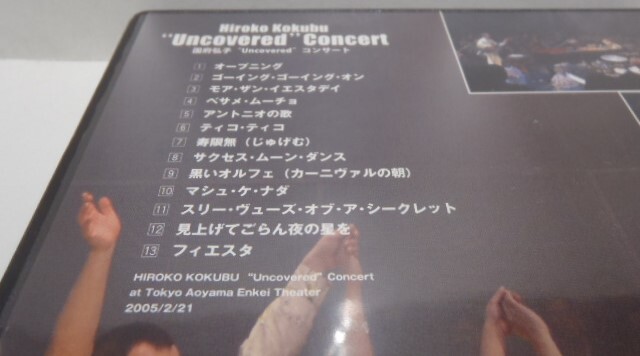 Hiroko Kokubu
"Uncovered" Concert
国府弘子 "Uncovered" コンサート
1 オープニング
2 ゴーイング・ゴーイング・オン
3 モア・ザン・イエスタデイ
4 ベサメ・ムーチョ
5 アントニオの歌
6 ティコ・ティコ
7 寿限無(じゅげむ)
8 サクセス・ムーン・ダンス
9 黒いオルフェ(カーニヴァルの朝)
10 マシュ・ケ・ナダ
11 スリー・ヴューズ・オブ・ア・シークレット
12 見上げてごらん夜の星を
13 フィエスタ
HIROKO KOKUBU "Uncovered" Concert
at Tokyo Aoyama Enkei Theater
2005/2/21